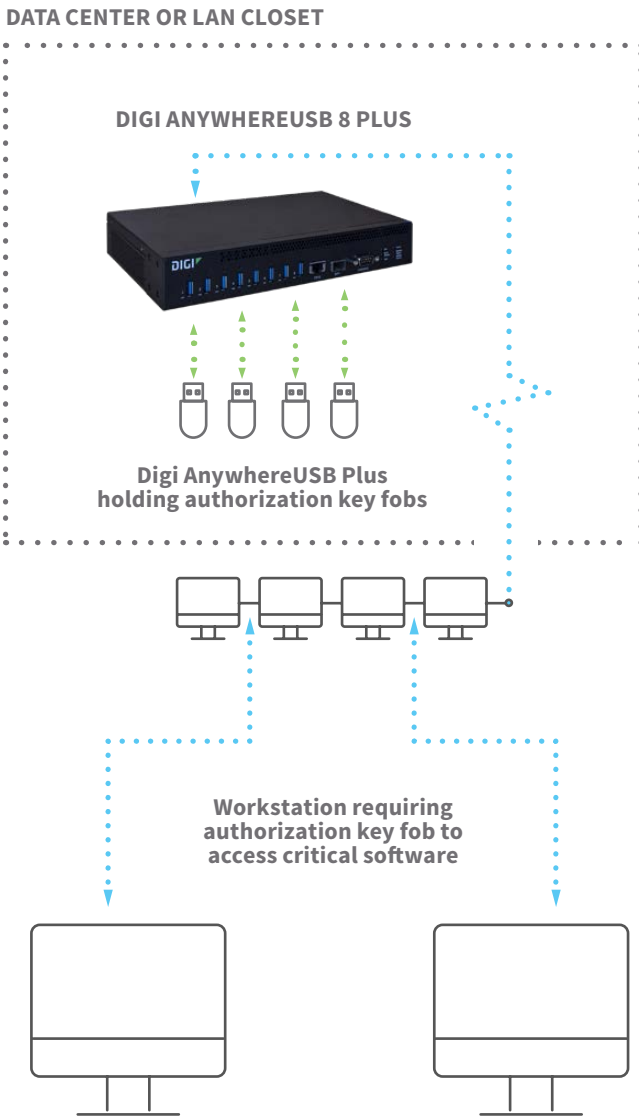 DATA CENTER OR LAN CLOSET
DIGI ANYWHEREUSB 8 PLUS
DIGI
Digi AnywhereUSB Plus
holding authorization key fobs
Workstation requiring
authorization key fob to
access critical software